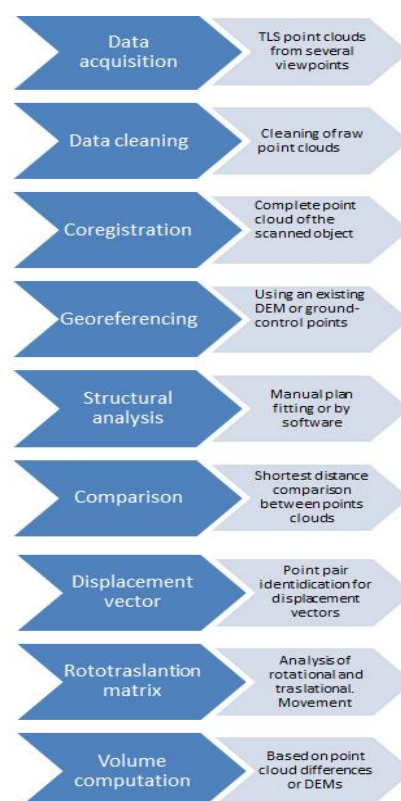 Data
acquisition
TLS point clouds
from several
viewpoints
Data cleaning
Cleaning of raw
point clouds
Coregistration
Complete point
cloud of the
scanned object
Georeferencing
Using an existing
DEM or ground-
control points
Structural
analysis
Manual plan
fitting or by
software
Comparison
Shortest distance
comparison
between points
clouds
Displacement
vector
Point pair
identidication for
displacement
vectors
Rototraslantion
matrix
Analysis of
rotational and
traslational.
Movement
Volume
computation
Based on point
cloud differences
or DEMs